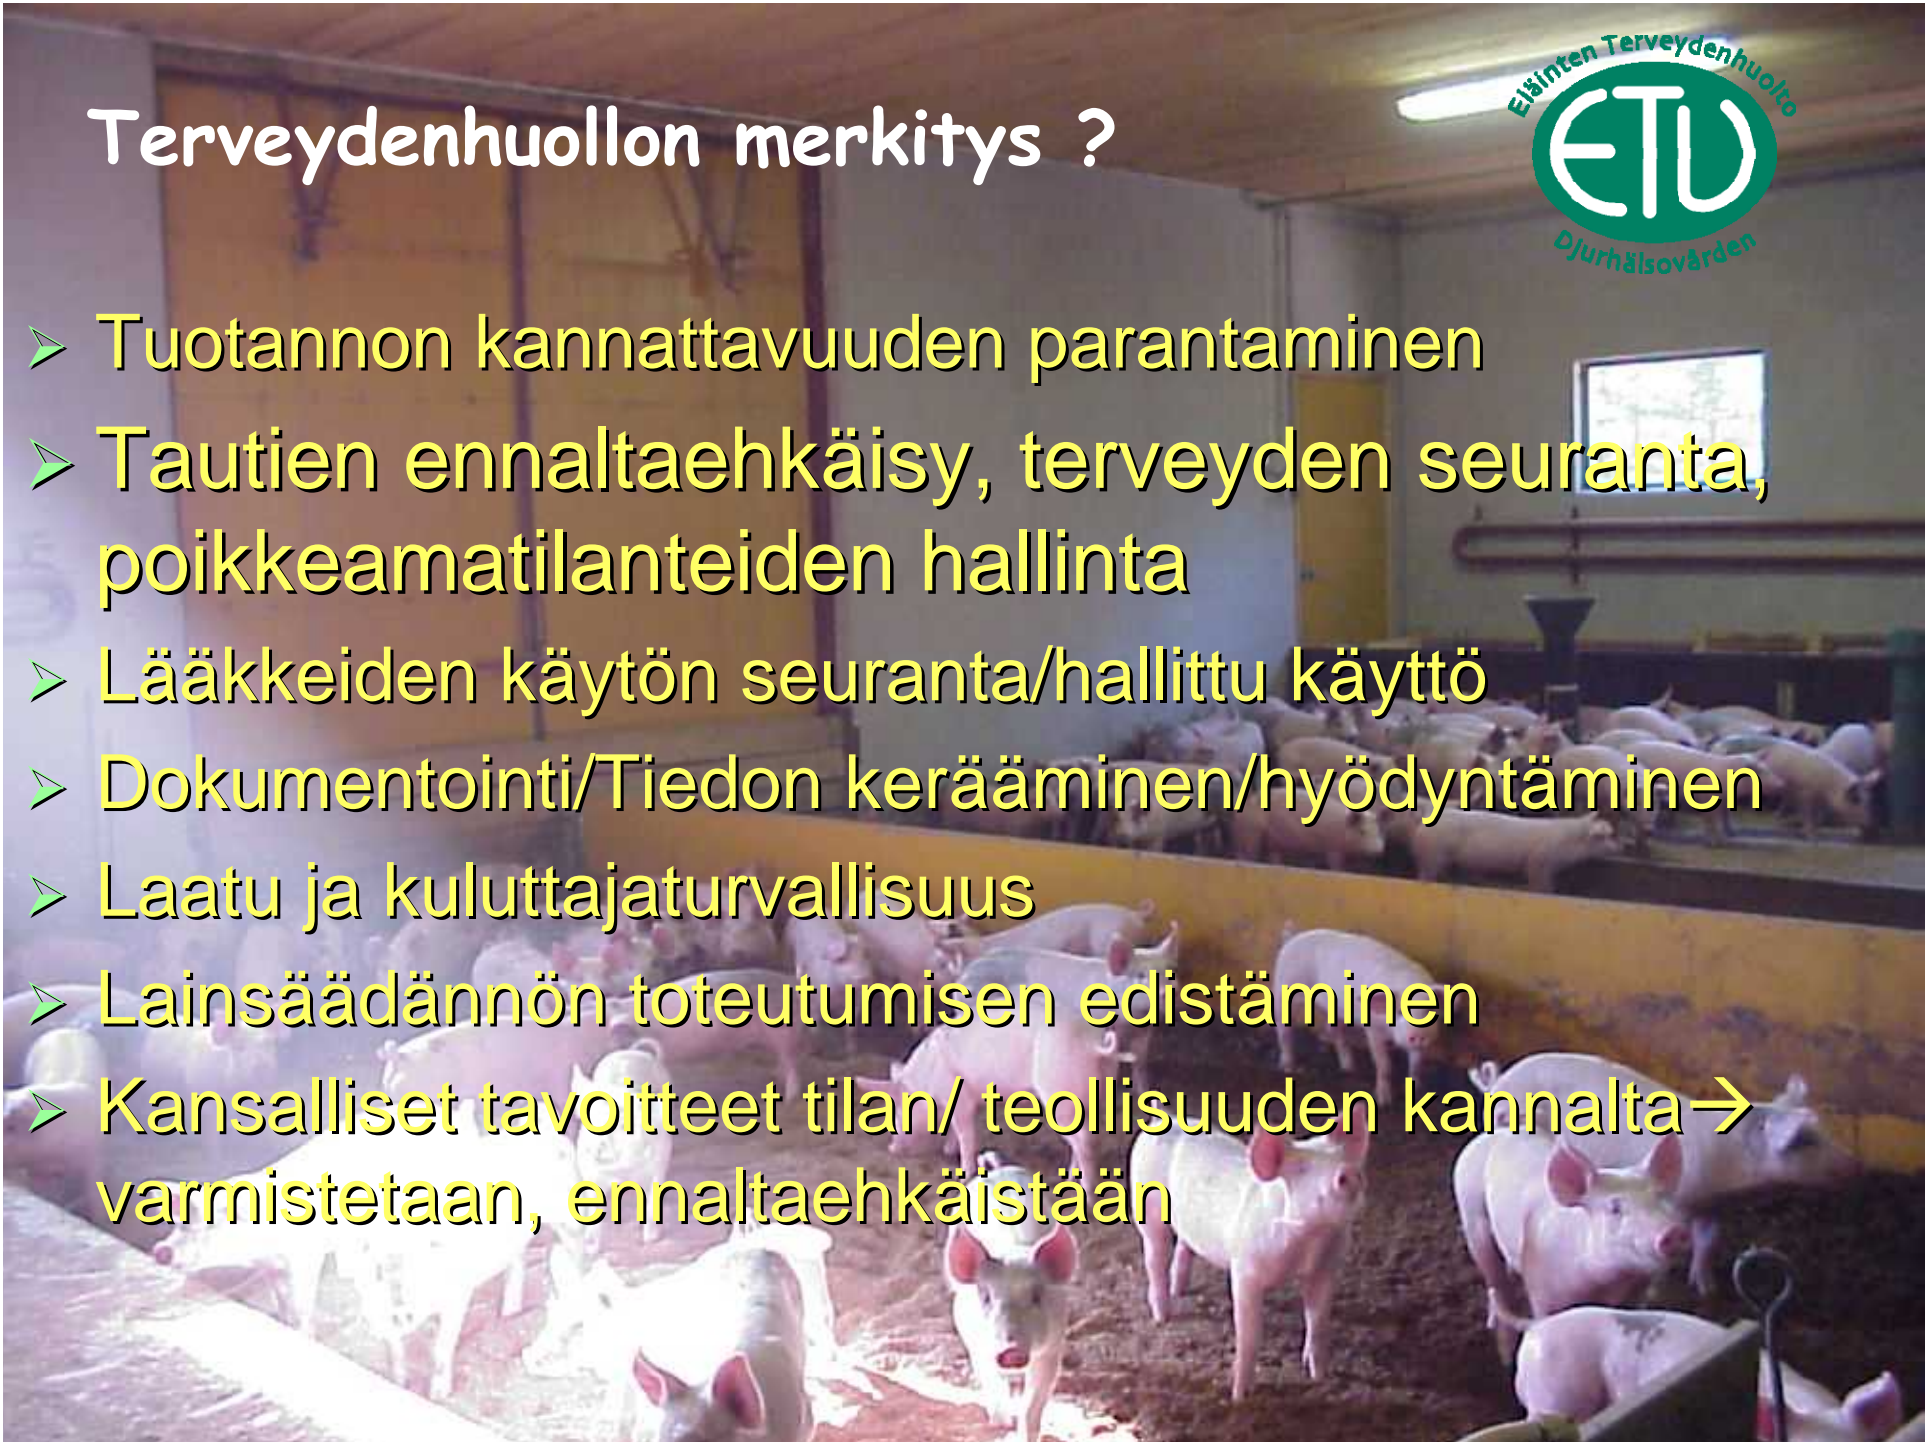 Eläinten Terveydenhuolto
ETU
Djurhälsovården
Terveydenhuollon merkitys ?
Tuotannon kannattavuuden parantaminen
Tautien ennaltaehkäisy, terveyden seuranta,
poikkeamatilanteiden hallinta
Lääkkeiden käytön seuranta/hallittu käyttö
Dokumentointi/Tiedon kerääminen/hyödyntäminen
Laatu ja kuluttajaturvallisuus
Lainsäädännön toteutumisen edistäminen
Kansalliset tavoitteet tilan/ teollisuuden kannalta→
varmistetaan, ennaltaehkäistään